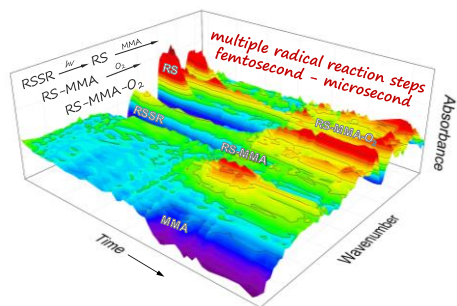 RSSR hν RS MMA
RS-MMA O₂
RS-MMA-O₂
multiple radical reaction steps
femtosecond - microsecond
RS
RSSR
RS-MMA-O₂
RS-MMA
MMA
Absorbance
Wavenumber
Time